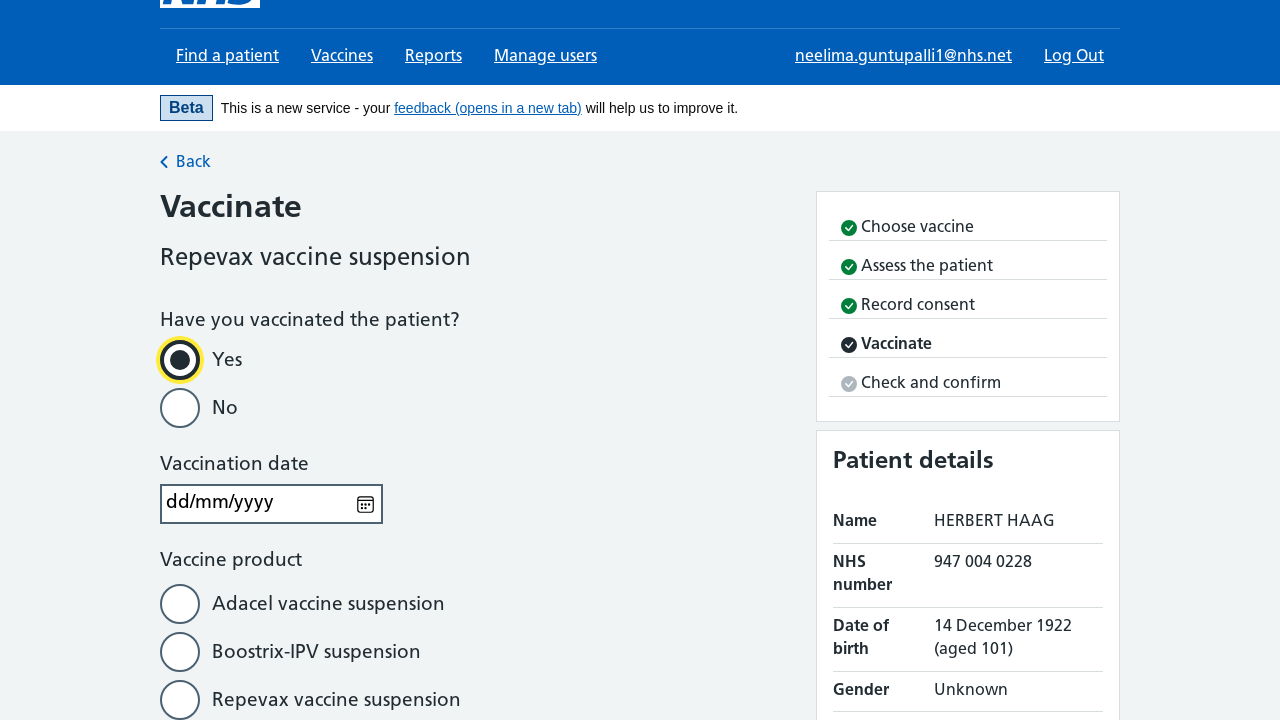 NHS
Find a patient Vaccines Reports Manage users neelima.guntupalli1@nhs.net Log Out
Beta This is a new service - your feedback (opens in a new tab) will help us to improve it.
Back
Vaccinate
Repevax vaccine suspension
Have you vaccinated the patient?
Yes
No
Vaccination date
dd/mm/yyyy
Vaccine product
Adacel vaccine suspension
Boostrix-IPV suspension
Repevax vaccine suspension
Choose vaccine
Assess the patient
Record consent
Vaccinate
Check and confirm
Patient details
Name HERBERT HAAG
NHS 947 004 0228
number
Date of 14 December 1922
birth (aged 101)
Gender Unknown